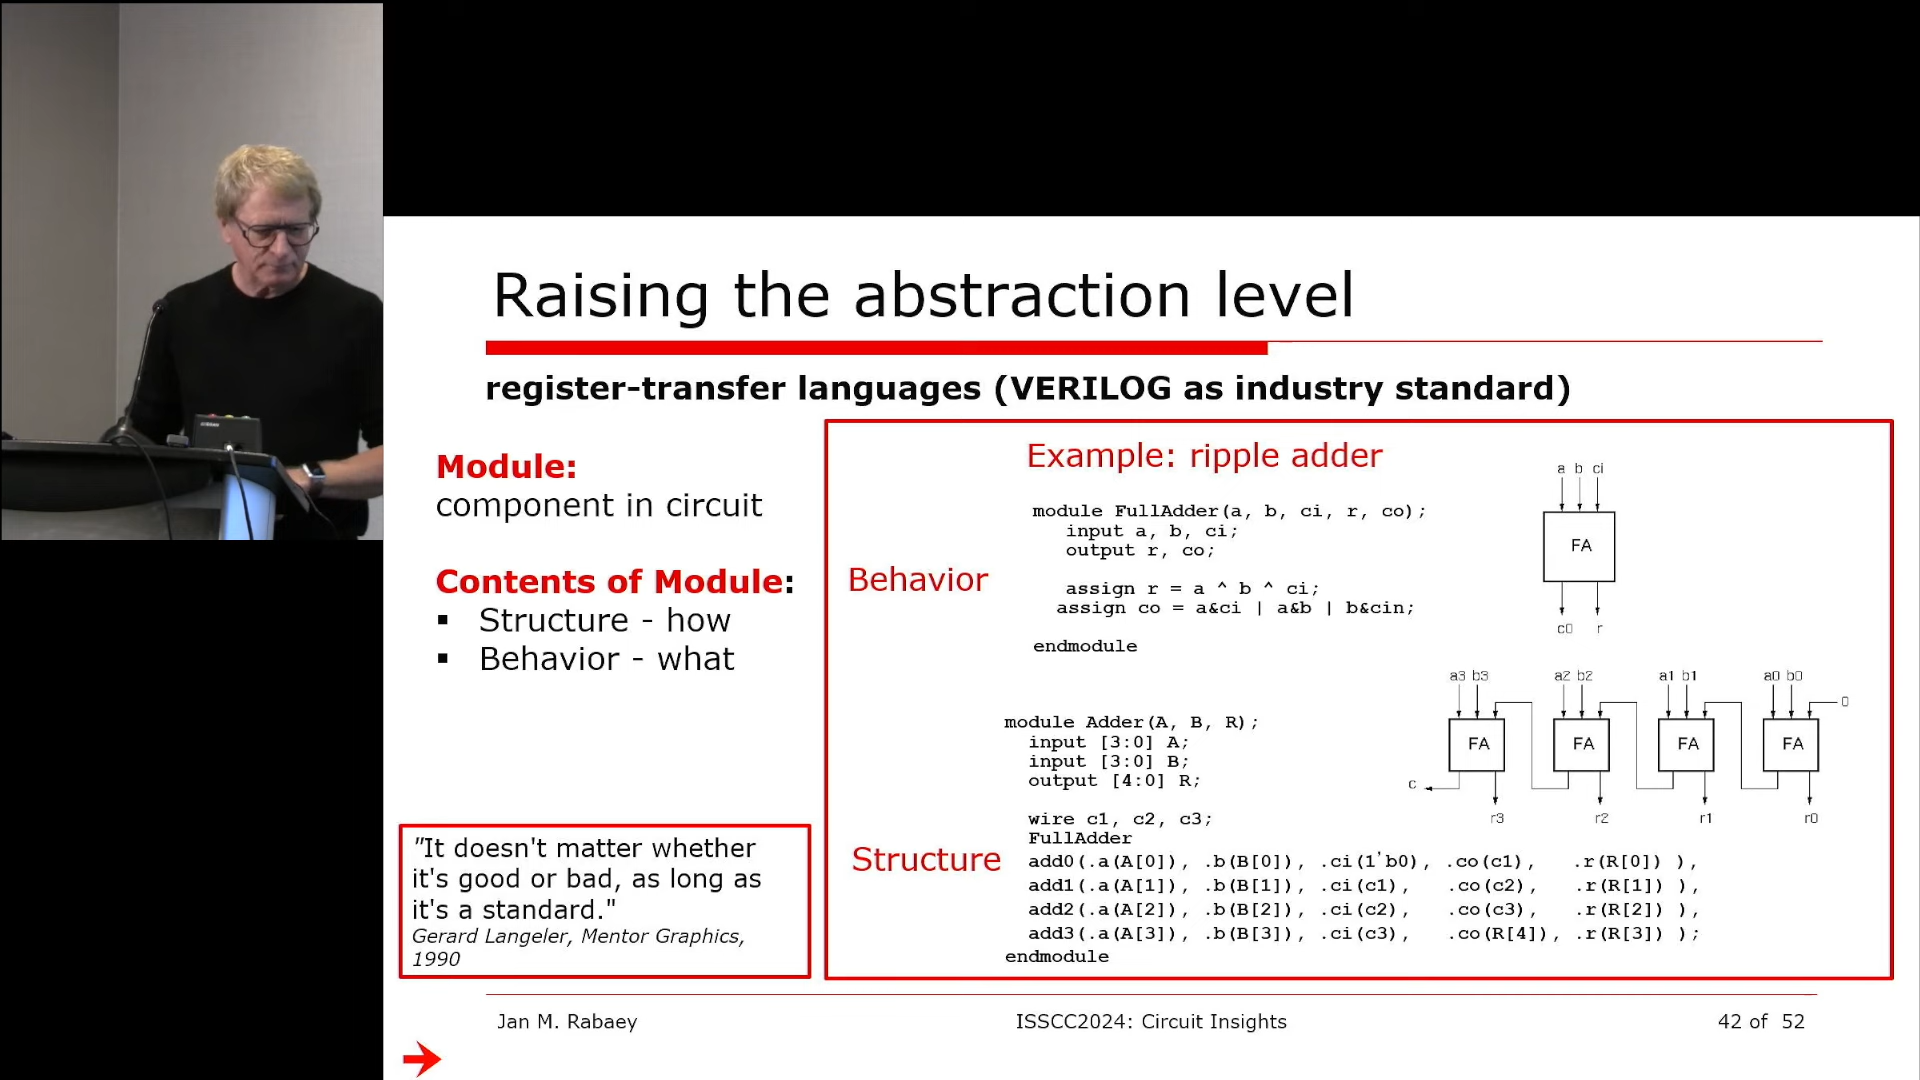 Raising the abstraction level
register-transfer languages (VERILOG as industry standard)
Module:
component in circuit
Contents of Module:
▪ Structure - how
▪ Behavior - what
"It doesn't matter whether
it's good or bad, as long as
it's a standard."
Gerard Langeler, Mentor Graphics,
1990
Example: ripple adder
Behavior
module FullAdder(a, b, ci, r, co);
input a, b, ci;
output r, co;
assign r = a ^ b ^ ci;
assign co = a&ci | a&b | b&cin;
endmodule
a b ci
FA
c0 r
Structure
module Adder(A, B, R);
input [3:0] A;
input [3:0] B;
output [4:0] R;
wire c1, c2, c3;
FullAdder
add0(.a(A[0]), .b(B[0]), .ci(1'b0), .co(c1), .r(R[0]) ),
add1(.a(A[1]), .b(B[1]), .ci(c1), .co(c2), .r(R[1]) ),
add2(.a(A[2]), .b(B[2]), .ci(c2), .co(c3), .r(R[2]) ),
add3(.a(A[3]), .b(B[3]), .ci(c3), .co(R[4]), .r(R[3]) );
endmodule
a3 b3 a2 b2 a1 b1 a0 b0
0
FA FA FA FA
c
r3 r2 r1 r0
Jan M. Rabaey ISSCC2024: Circuit Insights 42 of 52